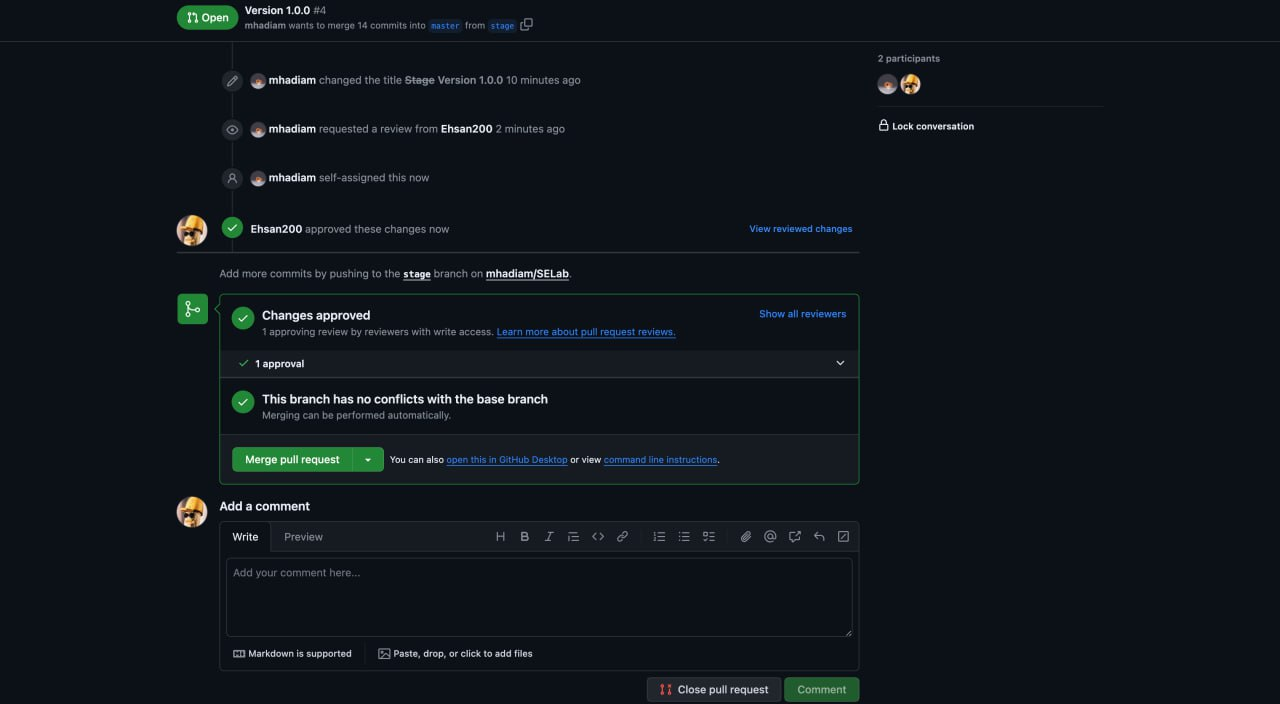 Open
Version 1.0.0 #4
mhadiam wants to merge 14 commits into master from stage
2 participants
mhadiam changed the title Stage Version 1.0.0 10 minutes ago
Lock conversation
mhadiam requested a review from Ehsan200 2 minutes ago
mhadiam self-assigned this now
Ehsan200 approved these changes now
View reviewed changes
Add more commits by pushing to the stage branch on mhadiam/SELab.
Changes approved
Show all reviewers
1 approving review by reviewers with write access. Learn more about pull request reviews.
1 approval
This branch has no conflicts with the base branch
Merging can be performed automatically.
Merge pull request
You can also open this in GitHub Desktop or view command line instructions.
Add a comment
Write Preview
Add your comment here...
Markdown is supported
Paste, drop, or click to add files
Close pull request
Comment